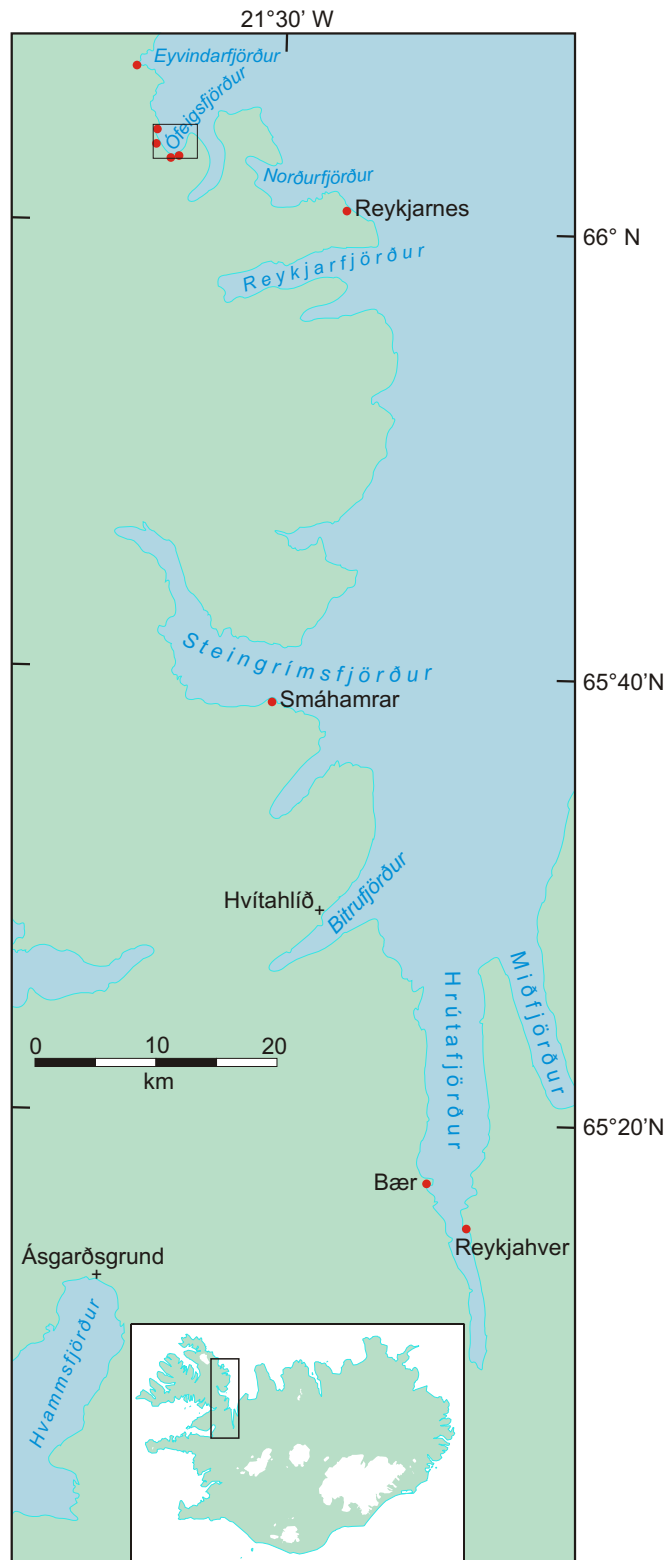 21°30' W
Eyvindarfjörður
Ófeigsfjörður
Norðurfjörður
Reykjarnes
66° N
Reykjarfjörður
Steingrímsfjörður
65°40’N
Smáhamrar
Hvítahlíð
Bitrufjörður
Hrútafjörður
Miðfjörður
0 10 20
km
65°20’N
Bær
Reykjahver
Ásgarðsgrund
Hvammsfjörður